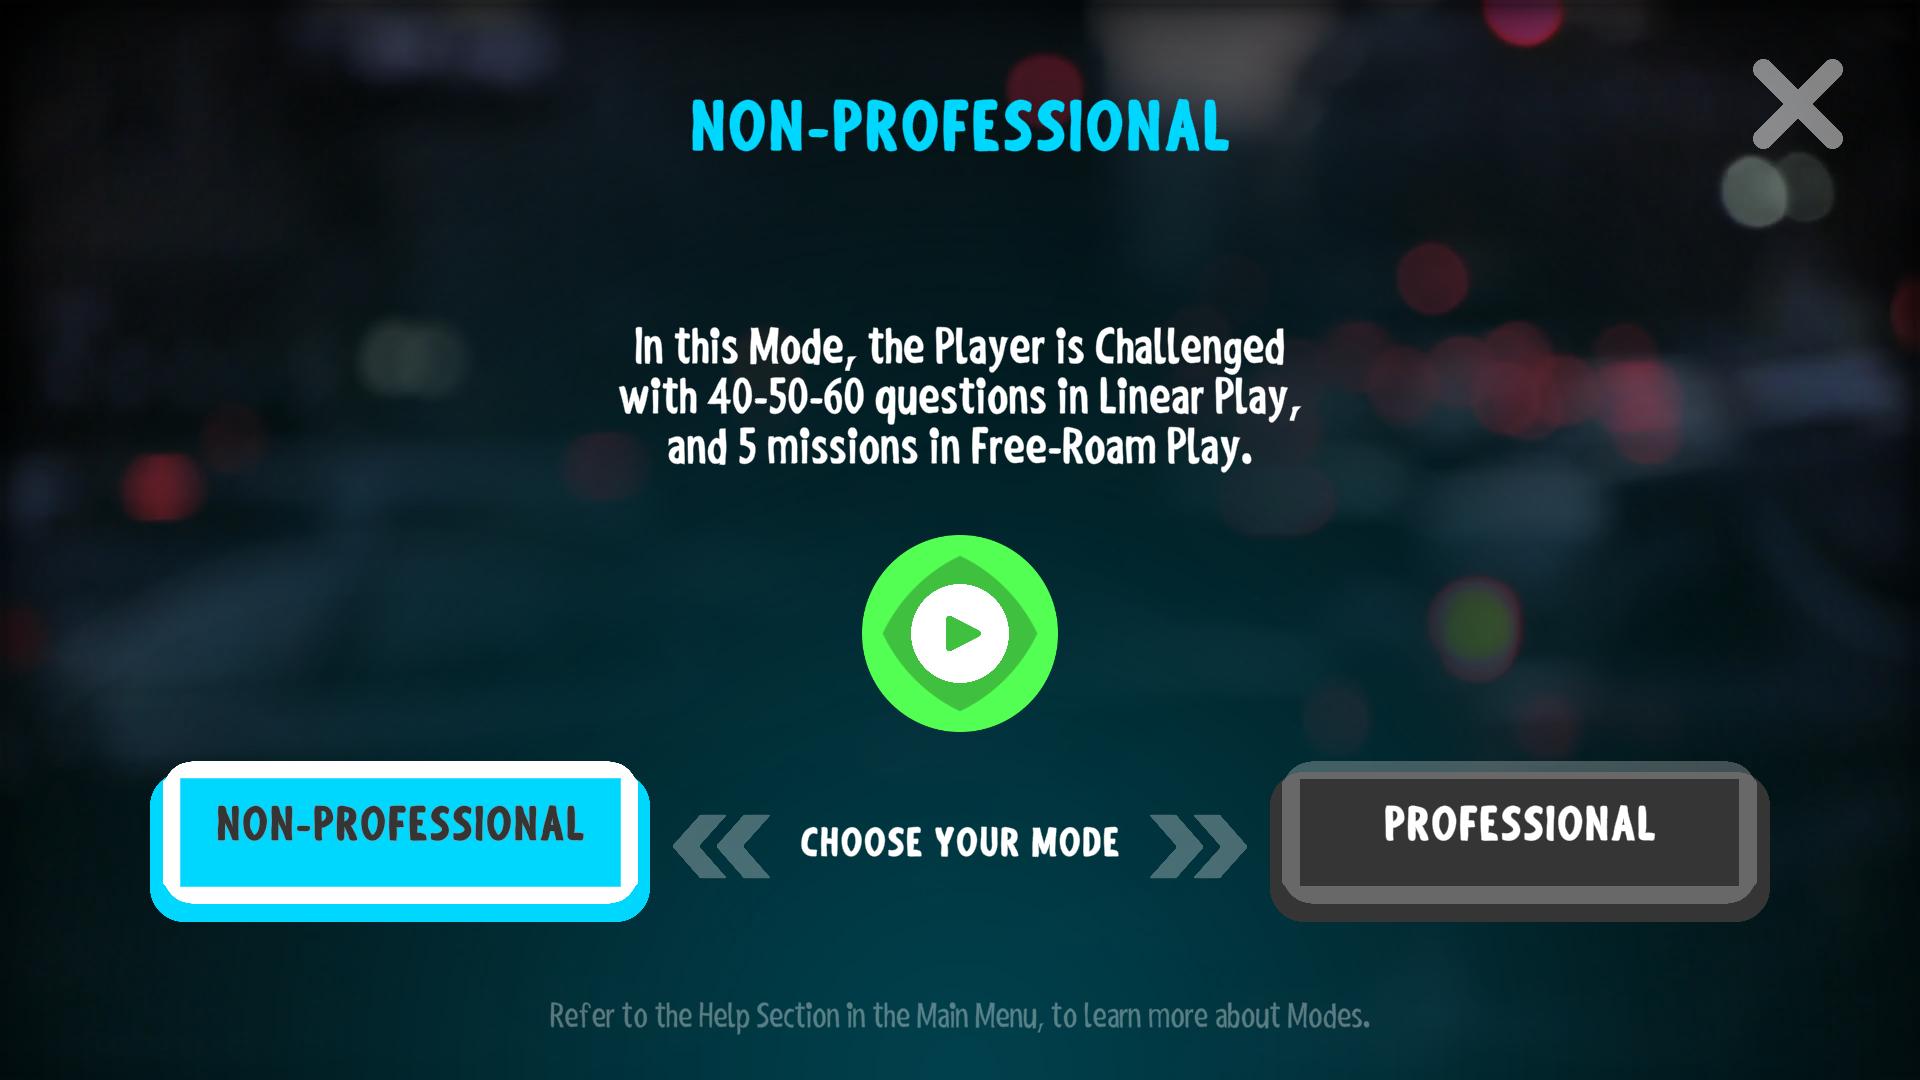 NON-PROFESSIONAL
In this Mode, the Player is Challenged
with 40-50-60 questions in Linear Play,
and 5 missions in Free-Roam Play.
NON-PROFESSIONAL
CHOOSE YOUR MODE
PROFESSIONAL
Refer to the Help Section in the Main Menu, to learn more about Modes.